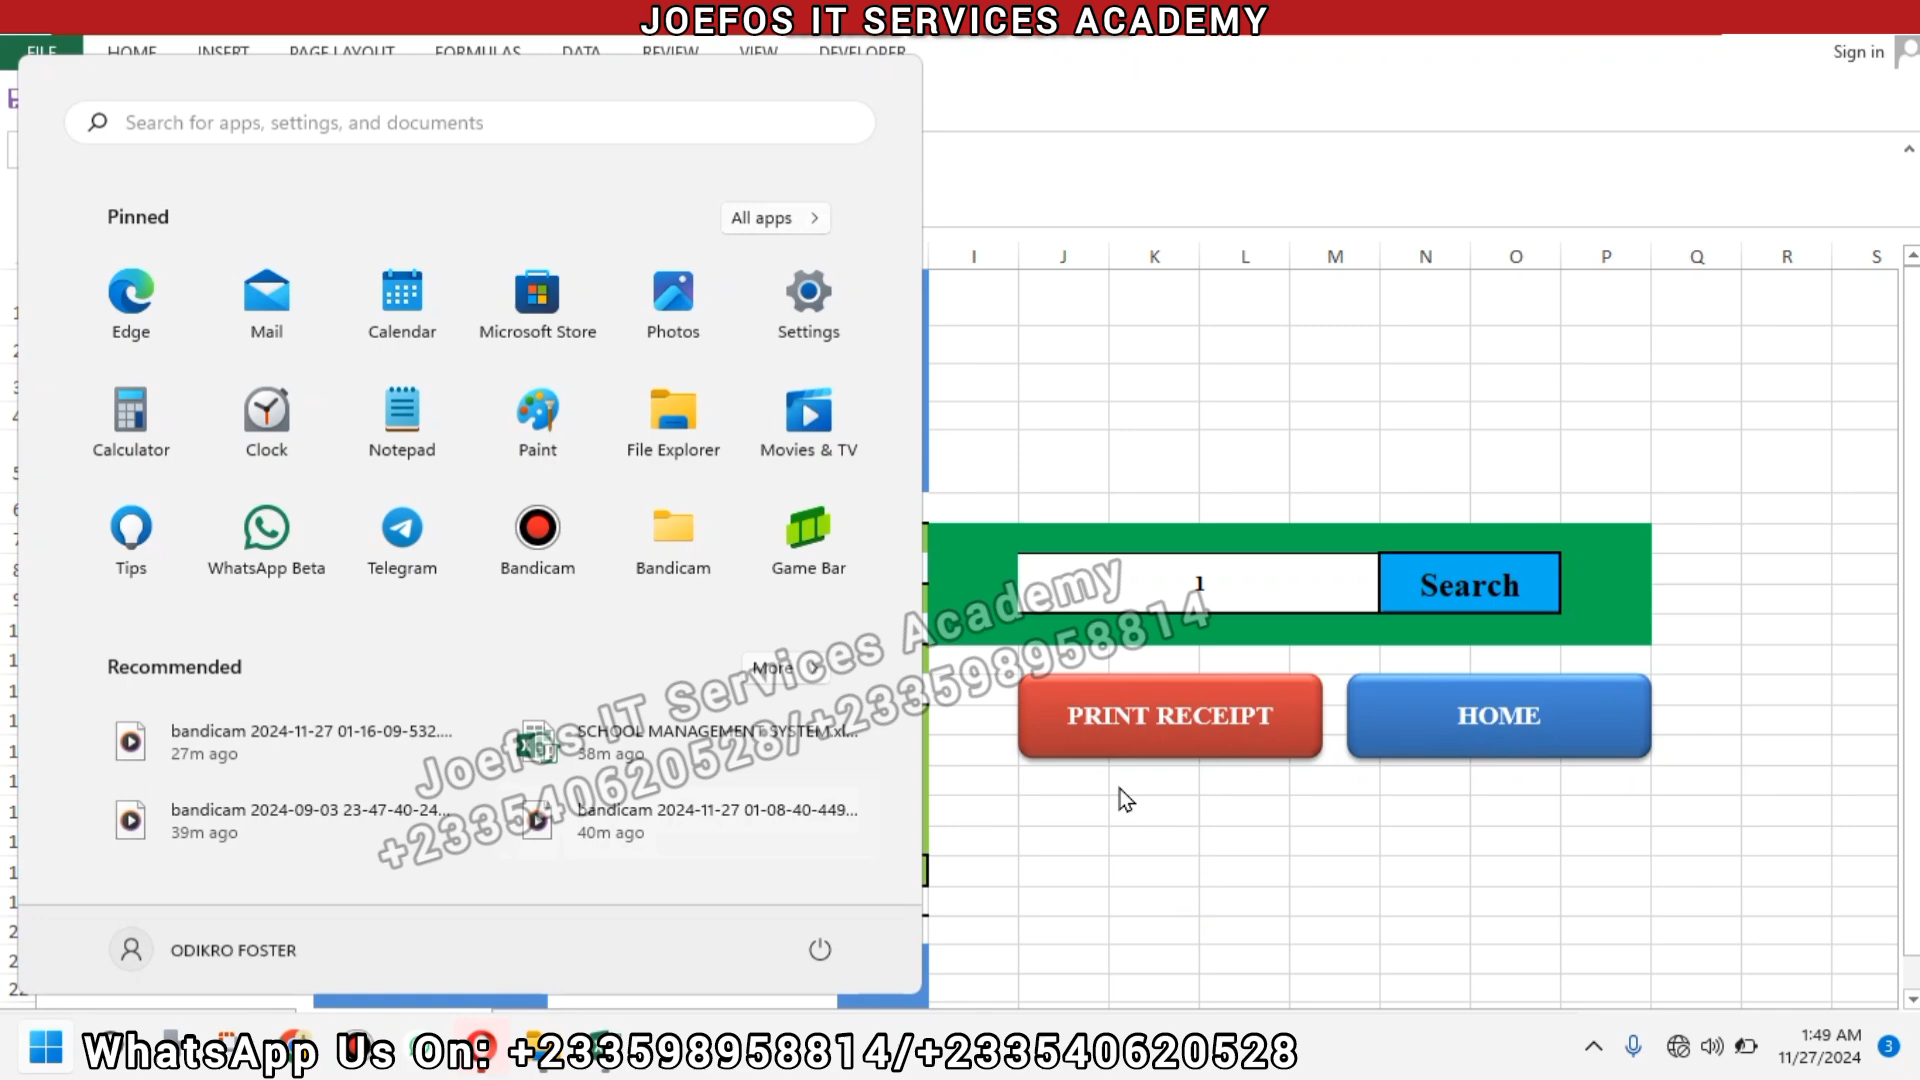 JOEFOS IT SERVICES ACADEMY
FILE HOME INSERT PAGE LAYOUT FORMULAS DATA REVIEW VIEW DEVELOPER
Sign in
Search for apps, settings, and documents
Pinned
All apps
I J K L M N O P Q R S
Edge Mail Calendar Microsoft Store Photos Settings
Calculator Clock Notepad Paint File Explorer Movies & TV
Tips WhatsApp Beta Telegram Bandicam Bandicam Game Bar
1 Search
Joefos IT Services Academy
+233540620528/+233598958814
Recommended
More
PRINT RECEIPT HOME
bandicam 2024-11-27 01-16-09-532....
27m ago
SCHOOL MANAGEMENT SYSTEM.xl...
38m ago
bandicam 2024-09-03 23-47-40-24...
39m ago
bandicam 2024-11-27 01-08-40-449...
40m ago
ODIKRO FOSTER
22
WhatsApp Us On: +233598958814/+233540620528
1:49 AM
11/27/2024
3